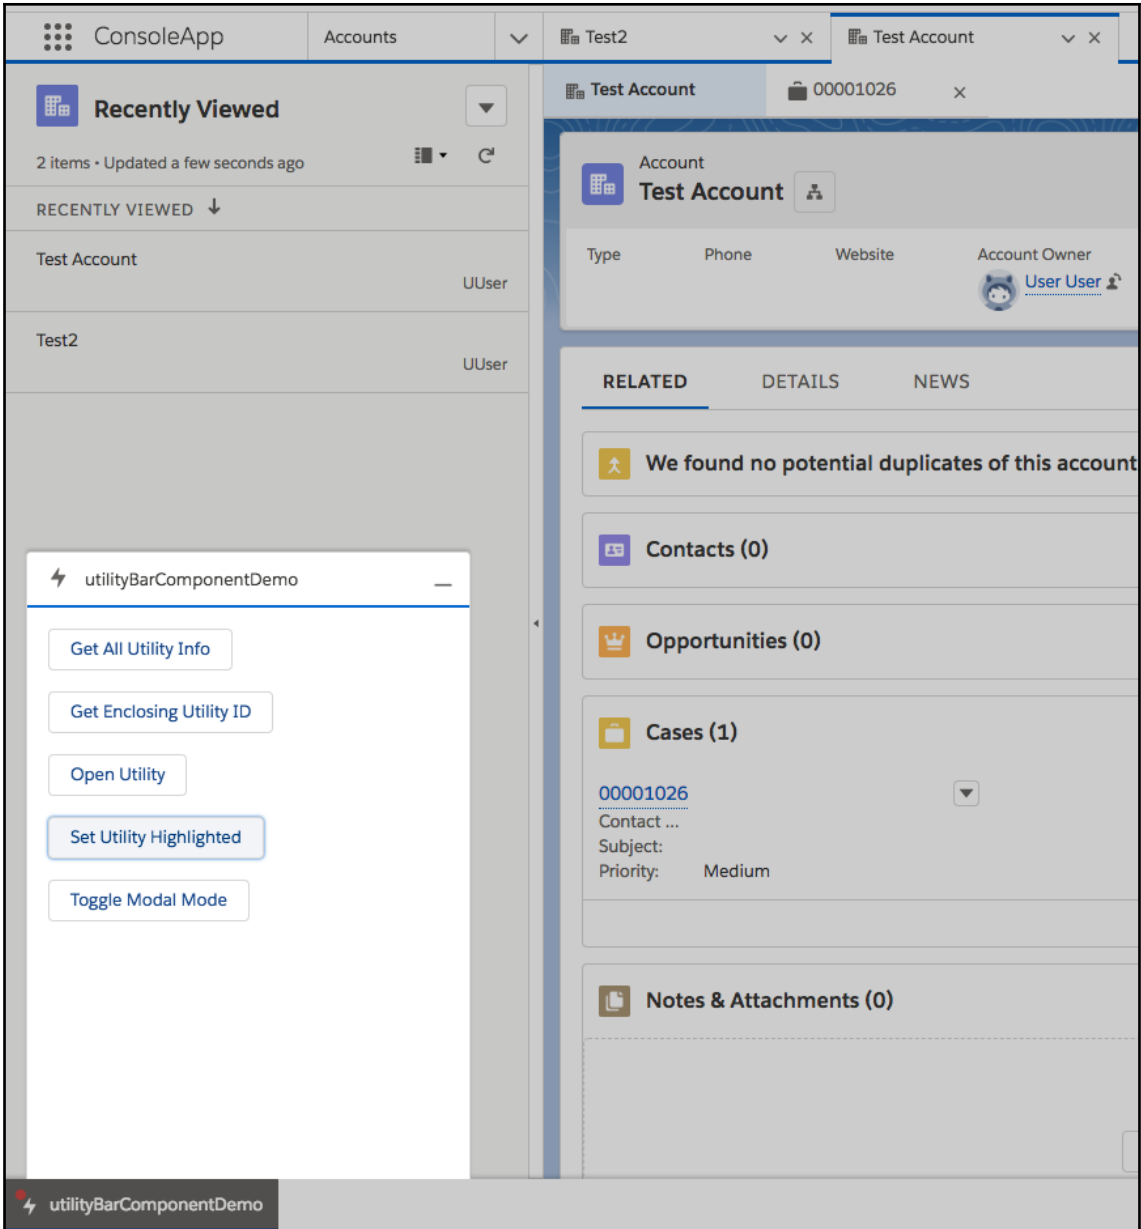 ConsoleApp
Accounts
Test2
Test Account
Recently Viewed
2 items • Updated a few seconds ago
RECENTLY VIEWED
Test Account
UUser
Test2
UUser
Test Account
00001026
Account
Test Account
Type
Phone
Website
Account Owner
User User
RELATED
DETAILS
NEWS
We found no potential duplicates of this account
Contacts (0)
Opportunities (0)
Cases (1)
00001026
Contact ...
Subject:
Priority: Medium
Notes & Attachments (0)
utilityBarComponentDemo
Get All Utility Info
Get Enclosing Utility ID
Open Utility
Set Utility Highlighted
Toggle Modal Mode
utilityBarComponentDemo